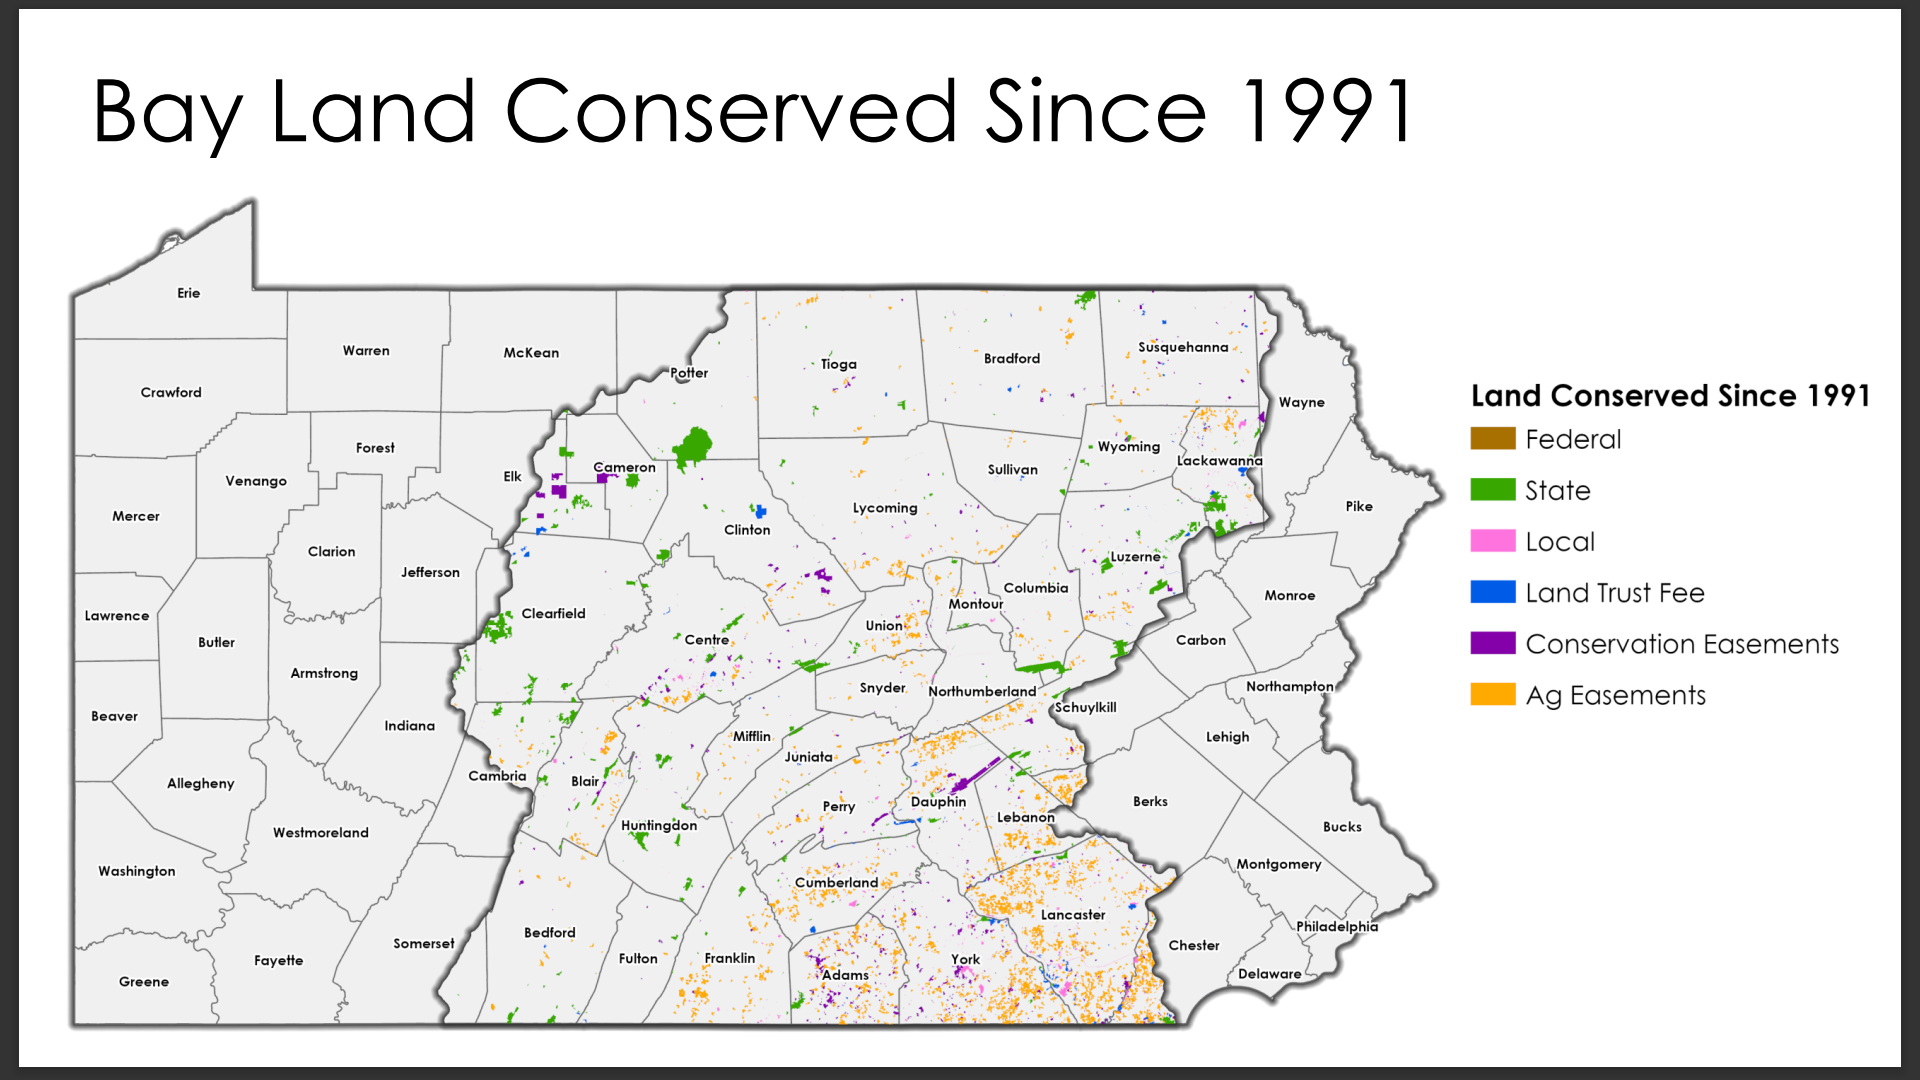 Bay Land Conserved Since 1991
Erie
Warren
McKean
Potter
Tioga
Bradford
Susquehanna
Wayne
Crawford
Forest
Elk
Cameron
Wyoming
Lackawanna
Venango
Sullivan
Mercer
Lycoming
Pike
Clinton
Clarion
Jefferson
Luzerne
Columbia
Monroe
Lawrence
Clearfield
Montour
Butler
Centre
Union
Carbon
Armstrong
Snyder
Northumberland
Northampton
Beaver
Indiana
Schuylkill
Mifflin
Lehigh
Juniata
Allegheny
Cambria
Blair
Perry
Dauphin
Berks
Lebanon
Westmoreland
Huntingdon
Bucks
Washington
Montgomery
Cumberland
Lancaster
Philadelphia
Bedford
Somerset
Chester
Fayette
Fulton
Franklin
York
Adams
Delaware
Greene
Land Conserved Since 1991
Federal
State
Local
Land Trust Fee
Conservation Easements
Ag Easements